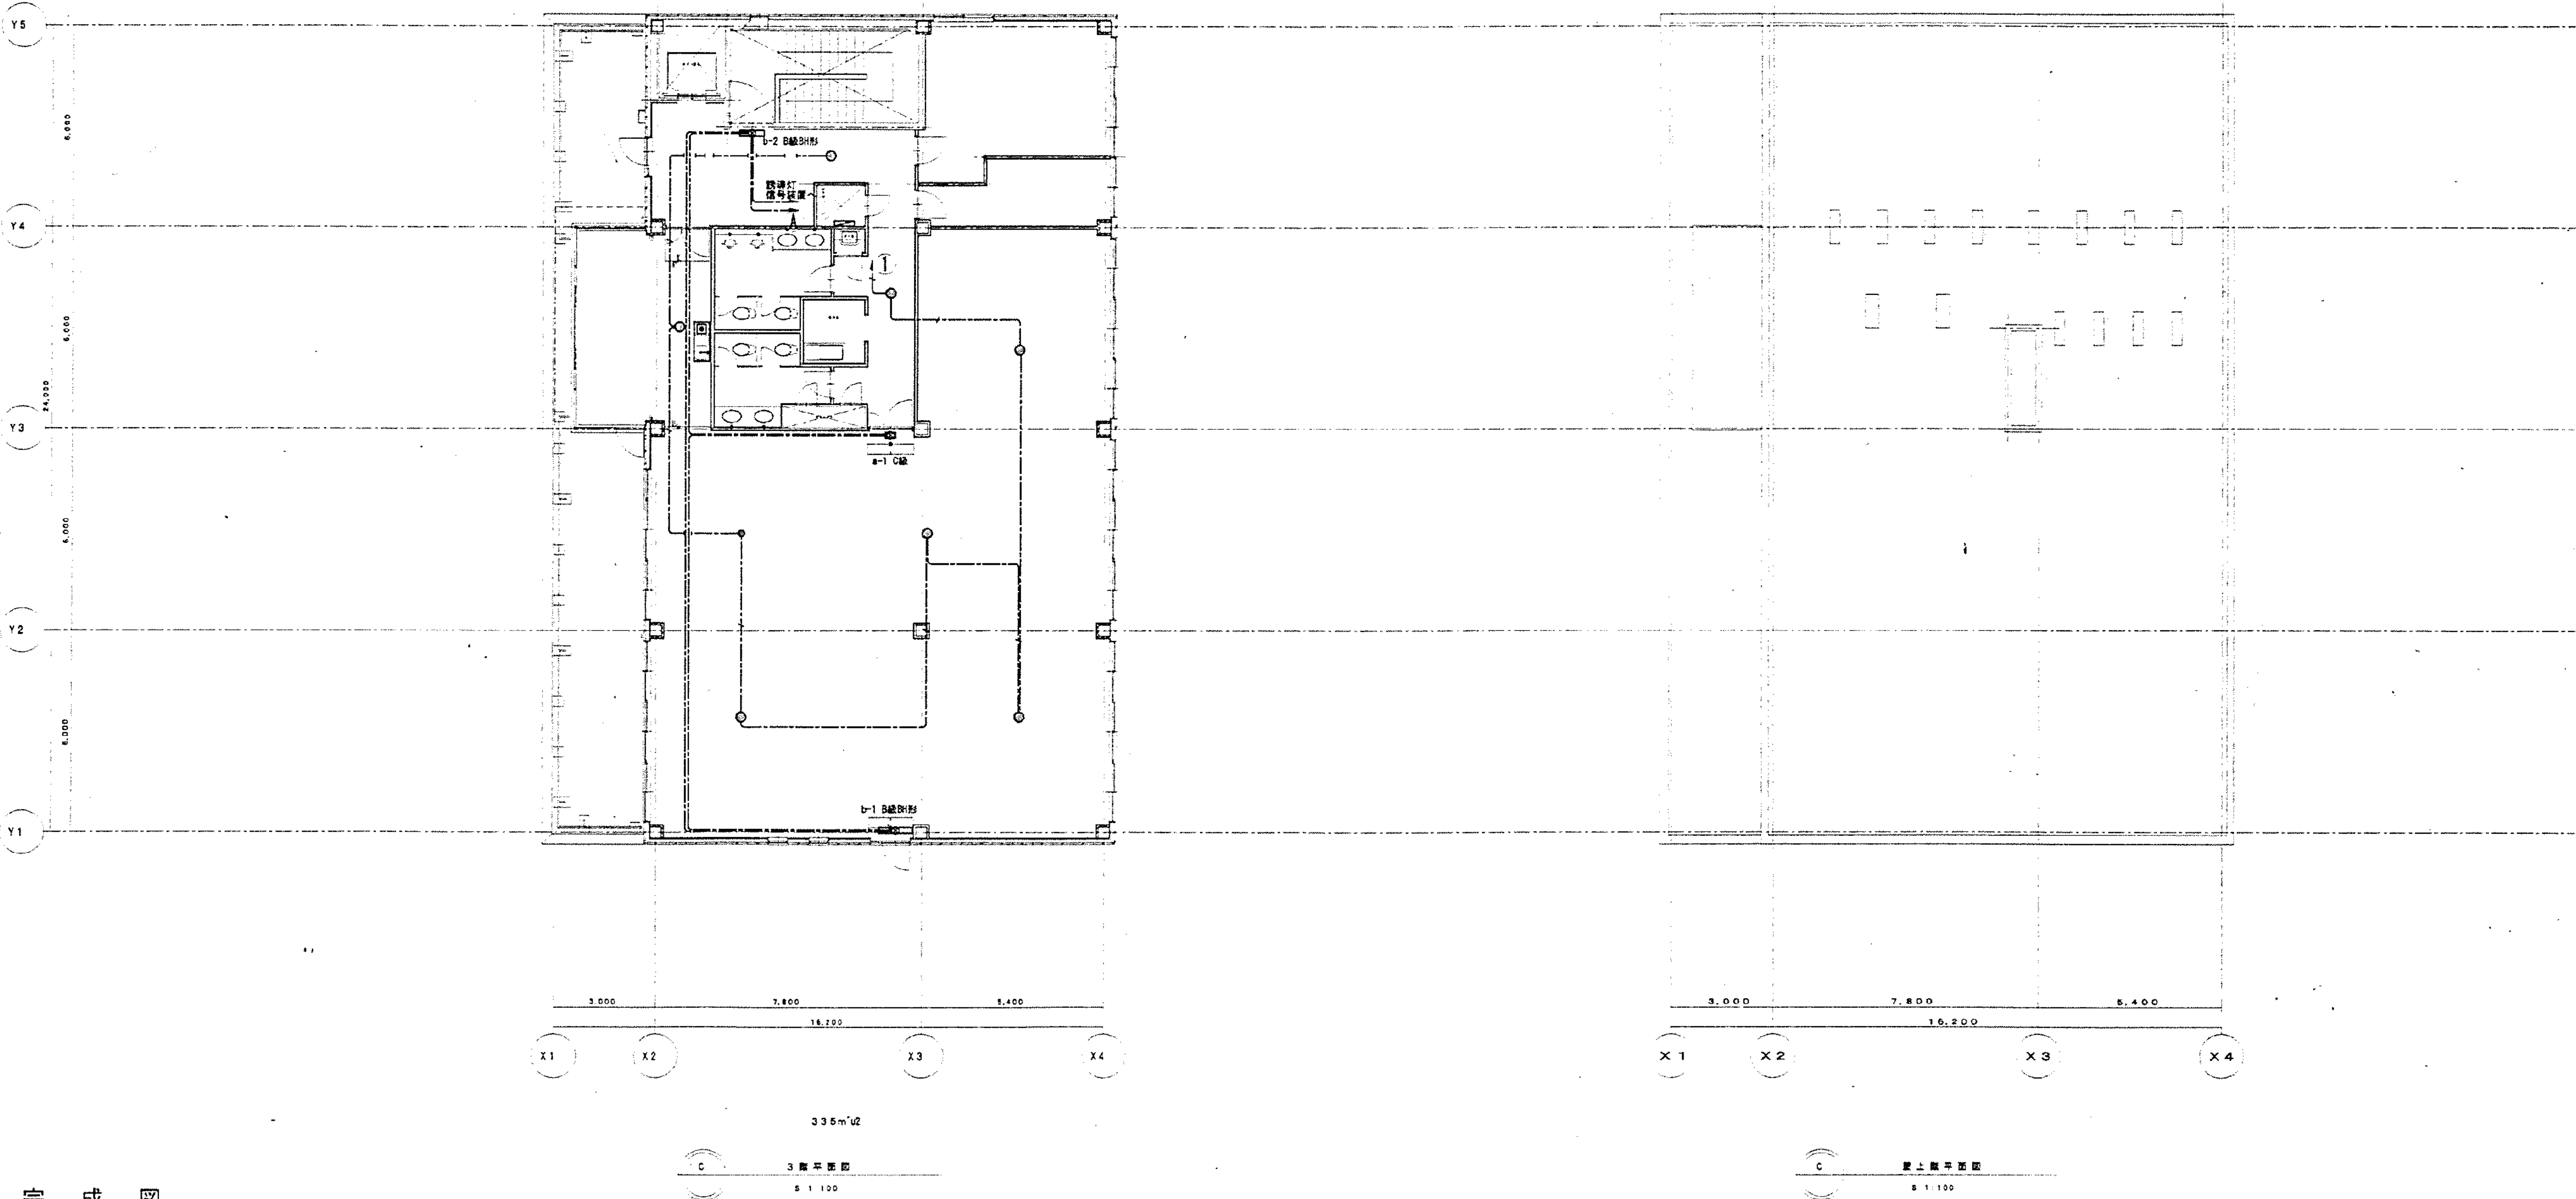 Y5
6,000
b-2 B級BH形
誘導灯
信号装置
Y4
1
6,000
24,000
Y3
a-1 C級
6,000
Y2
6,000
b-1 B級BH形
Y1
3,000 7,800 5,400
16,200
X1 X2 X3 X4
3,000 7,800 5,400
16,200
X1 X2 X3 X4
335m^u2
C 3階平面図
S 1:100
C 屋上階平面図
S 1:100
完成図